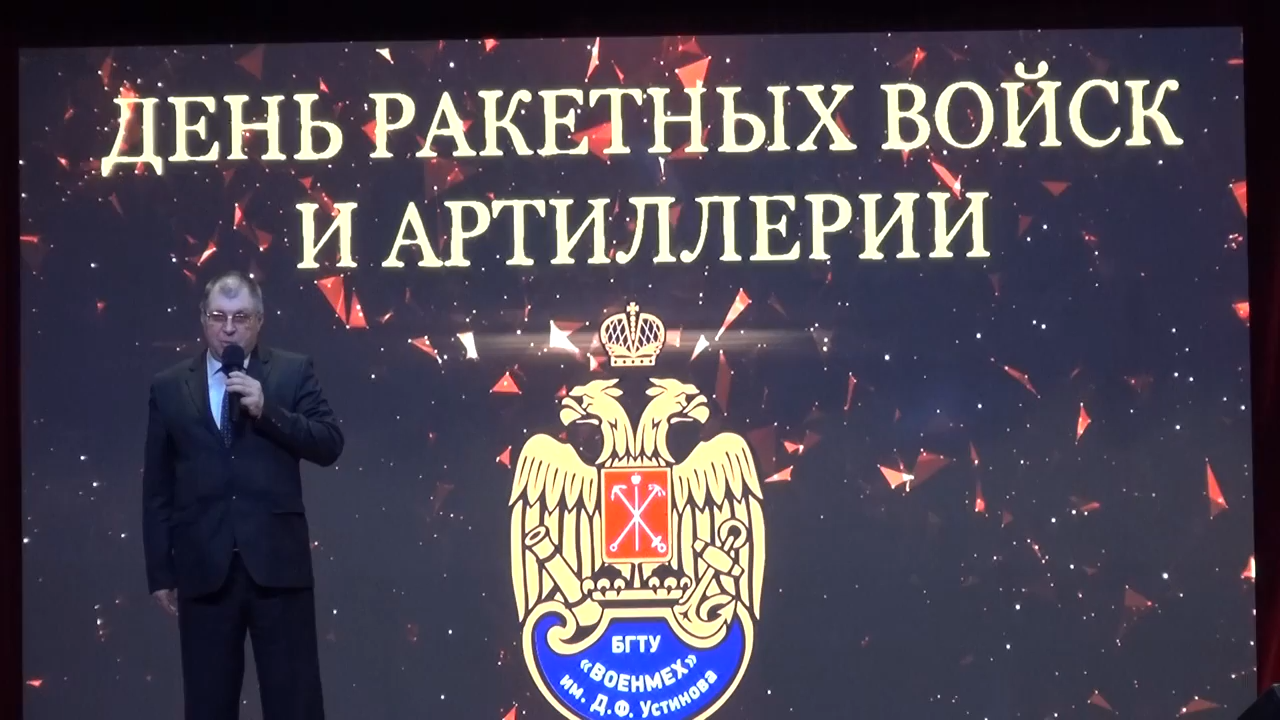 ДЕНЬ РАКЕТНЫХ ВОЙСК
И АРТИЛЛЕРИИ
БГТУ
«ВОЕНМЕХ»
им. Д.Ф. Устинова